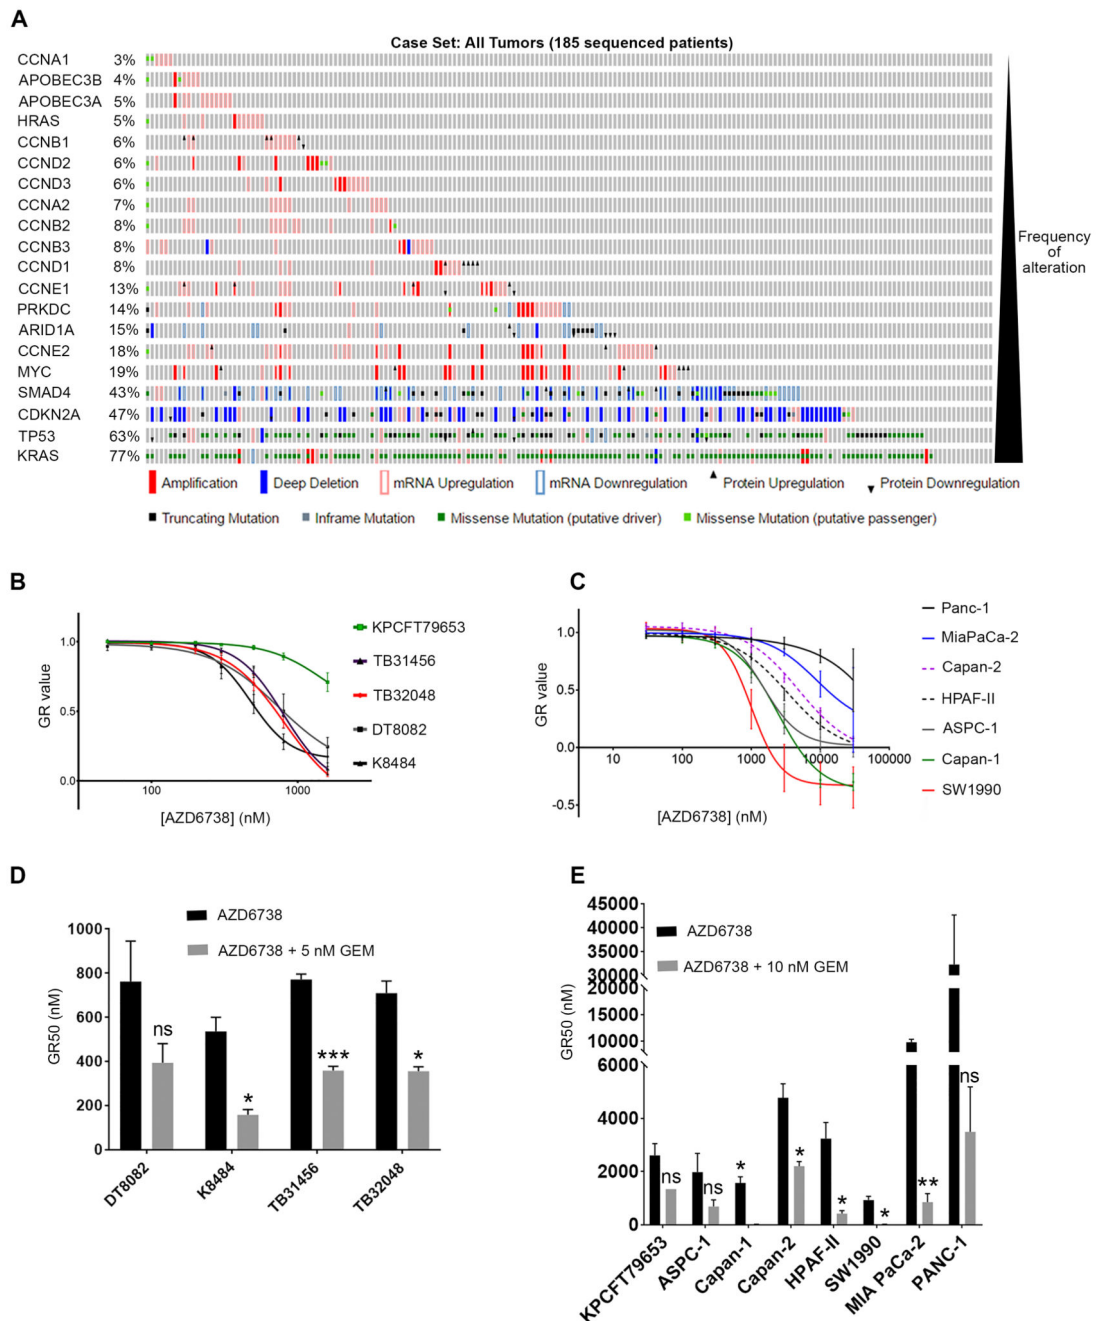 A
Case Set: All Tumors (185 sequenced patients)
CCNA1 3%
APOBEC3B 4%
APOBEC3A 5%
HRAS 5%
CCNB1 6%
CCND2 6%
CCND3 6%
CCNA2 7%
CCNB2 8%
CCNB3 8%
CCND1 8%
CCNE1 13%
PRKDC 14%
ARID1A 15%
CCNE2 18%
MYC 19%
SMAD4 43%
CDKN2A 47%
TP53 63%
KRAS 77%
Frequency
of
alteration
Amplification Deep Deletion mRNA Upregulation mRNA Downregulation Protein Upregulation Protein Downregulation
Truncating Mutation Inframe Mutation Missense Mutation (putative driver) Missense Mutation (putative passenger)
B
GR value
1.0
0.5
0.0
100 1000
[AZD6738] (nM)
KPCFT79653
TB31456
TB32048
DT8082
K8484
C
GR value
1.0
0.5
0.0
-0.5
10 100 1000 10000 100000
[AZD6738] (nM)
Panc-1
MiaPaCa-2
Capan-2
HPAF-II
ASPC-1
Capan-1
SW1990
D
AZD6738
AZD6738 + 5 nM GEM
GR50 (nM)
1000
800
600
400
200
0
ns
*
***
*
DT8082
K8484
TB31456
TB32048
E
AZD6738
AZD6738 + 10 nM GEM
GR50 (nM)
45000
40000
35000
30000
20000
10000
6000
4000
2000
0
ns
ns
*
*
*
*
**
ns
KPCFT79653
ASPC-1
Capan-1
Capan-2
HPAF-II
SW1990
MIA PaCa-2
PANC-1